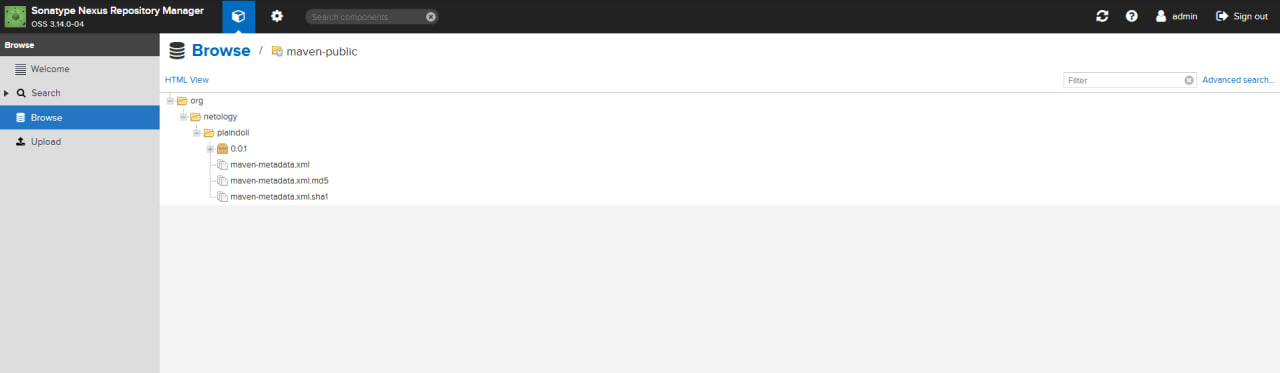 Sonatype Nexus Repository Manager
OSS 3.14.0-04
Search components
admin
Sign out
Browse
Welcome
Search
Browse
Upload
Browse / maven-public
HTML View
Filter
Advanced search...
org
netology
plaindoll
0.0.1
maven-metadata.xml
maven-metadata.xml.md5
maven-metadata.xml.sha1